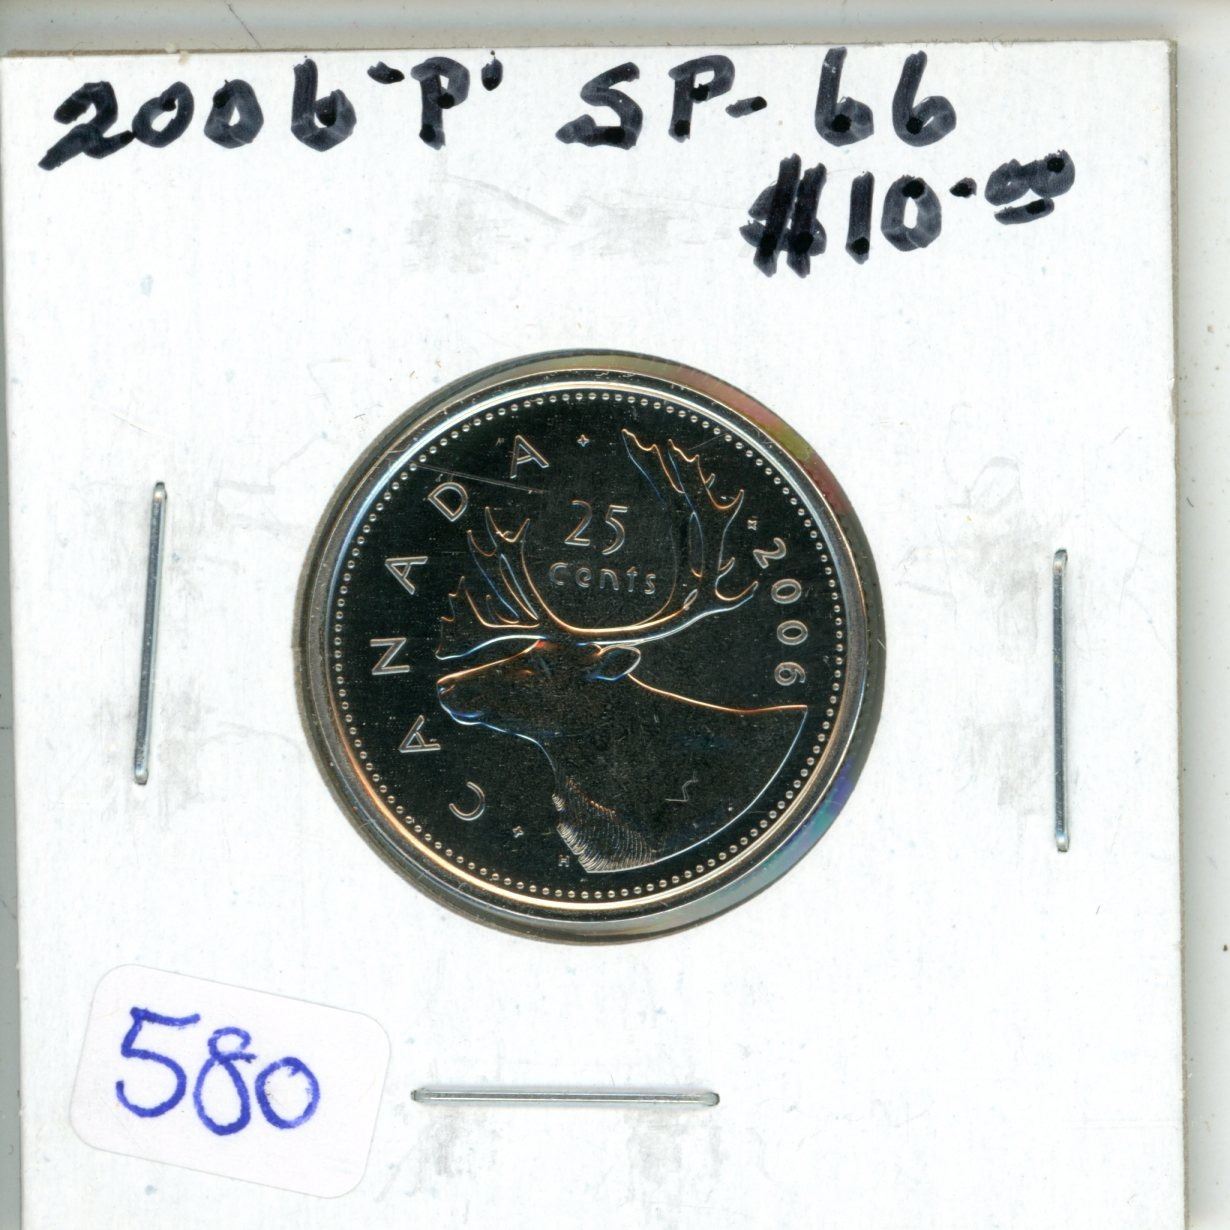 2006 "P" SP-66
$10.00
CANADA
25
cents
2006
H
580